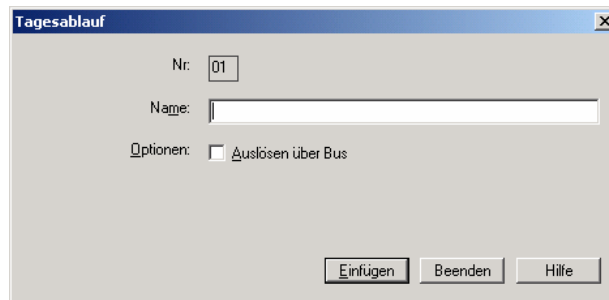 Tagesablauf
Nr: 01
Name:
Optionen: Auslösen über Bus
Einfügen Beenden Hilfe